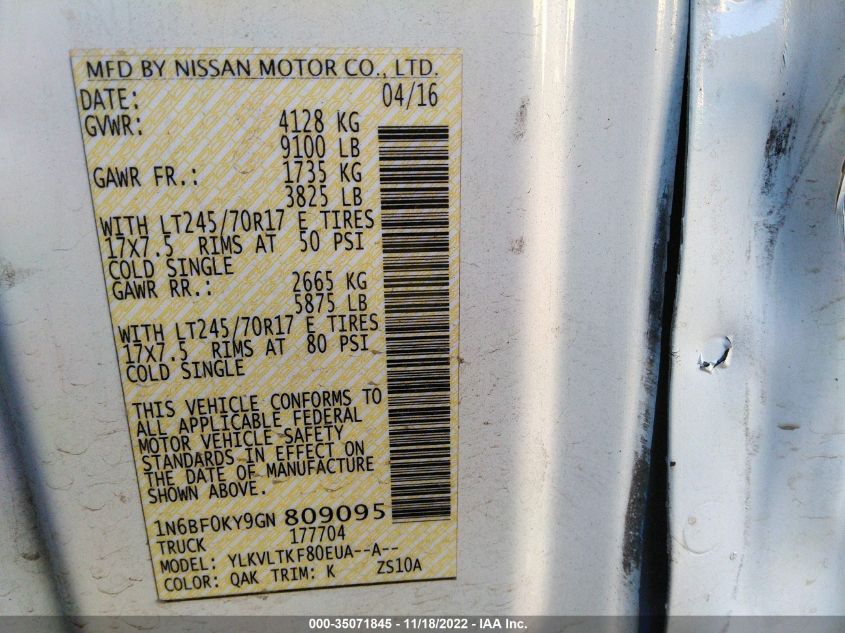 MFD BY NISSAN MOTOR CO., LTD.
DATE: 04/16
GVWR: 4128 KG
9100 LB
GAWR FR.: 1735 KG
3825 LB
WITH LT245/70R17 E TIRES
17X7.5 RIMS AT 50 PSI
COLD SINGLE
GAWR RR.: 2665 KG
5875 LB
WITH LT245/70R17 E TIRES
17X7.5 RIMS AT 80 PSI
COLD SINGLE
THIS VEHICLE CONFORMS TO
ALL APPLICABLE FEDERAL
MOTOR VEHICLE SAFETY
STANDARDS IN EFFECT ON
THE DATE OF MANUFACTURE
SHOWN ABOVE.
1N6BF0KY9GN 809095
TRUCK 177704
MODEL: YLKVLTKF80EUA--A--
COLOR: QAK TRIM: K ZS10A
000-35071845 - 11/18/2022 - IAA Inc.